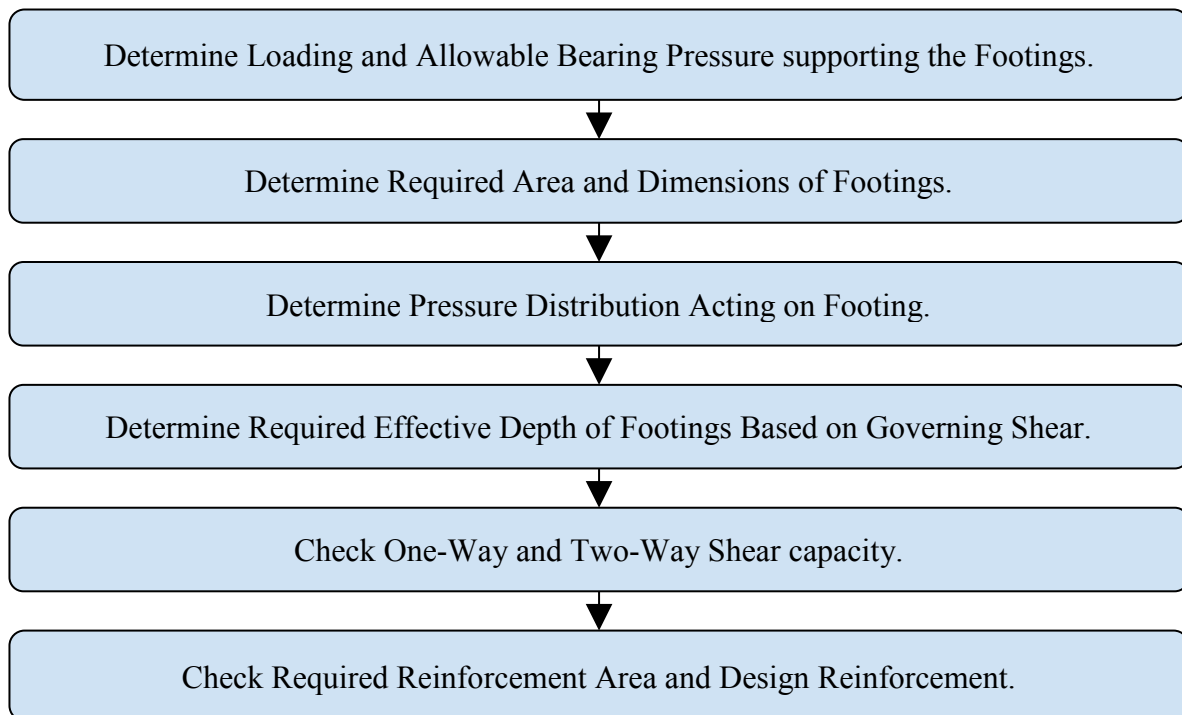 Determine Loading and Allowable Bearing Pressure supporting the Footings.
Determine Required Area and Dimensions of Footings.
Determine Pressure Distribution Acting on Footing.
Determine Required Effective Depth of Footings Based on Governing Shear.
Check One-Way and Two-Way Shear capacity.
Check Required Reinforcement Area and Design Reinforcement.